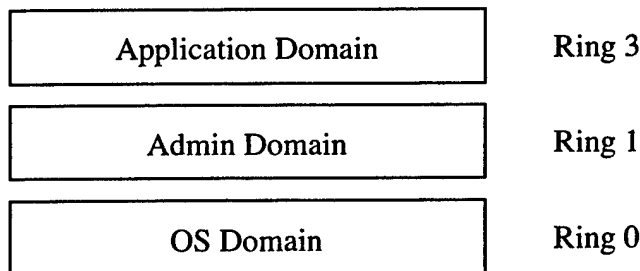 Application Domain Ring 3
Admin Domain Ring 1
OS Domain Ring 0